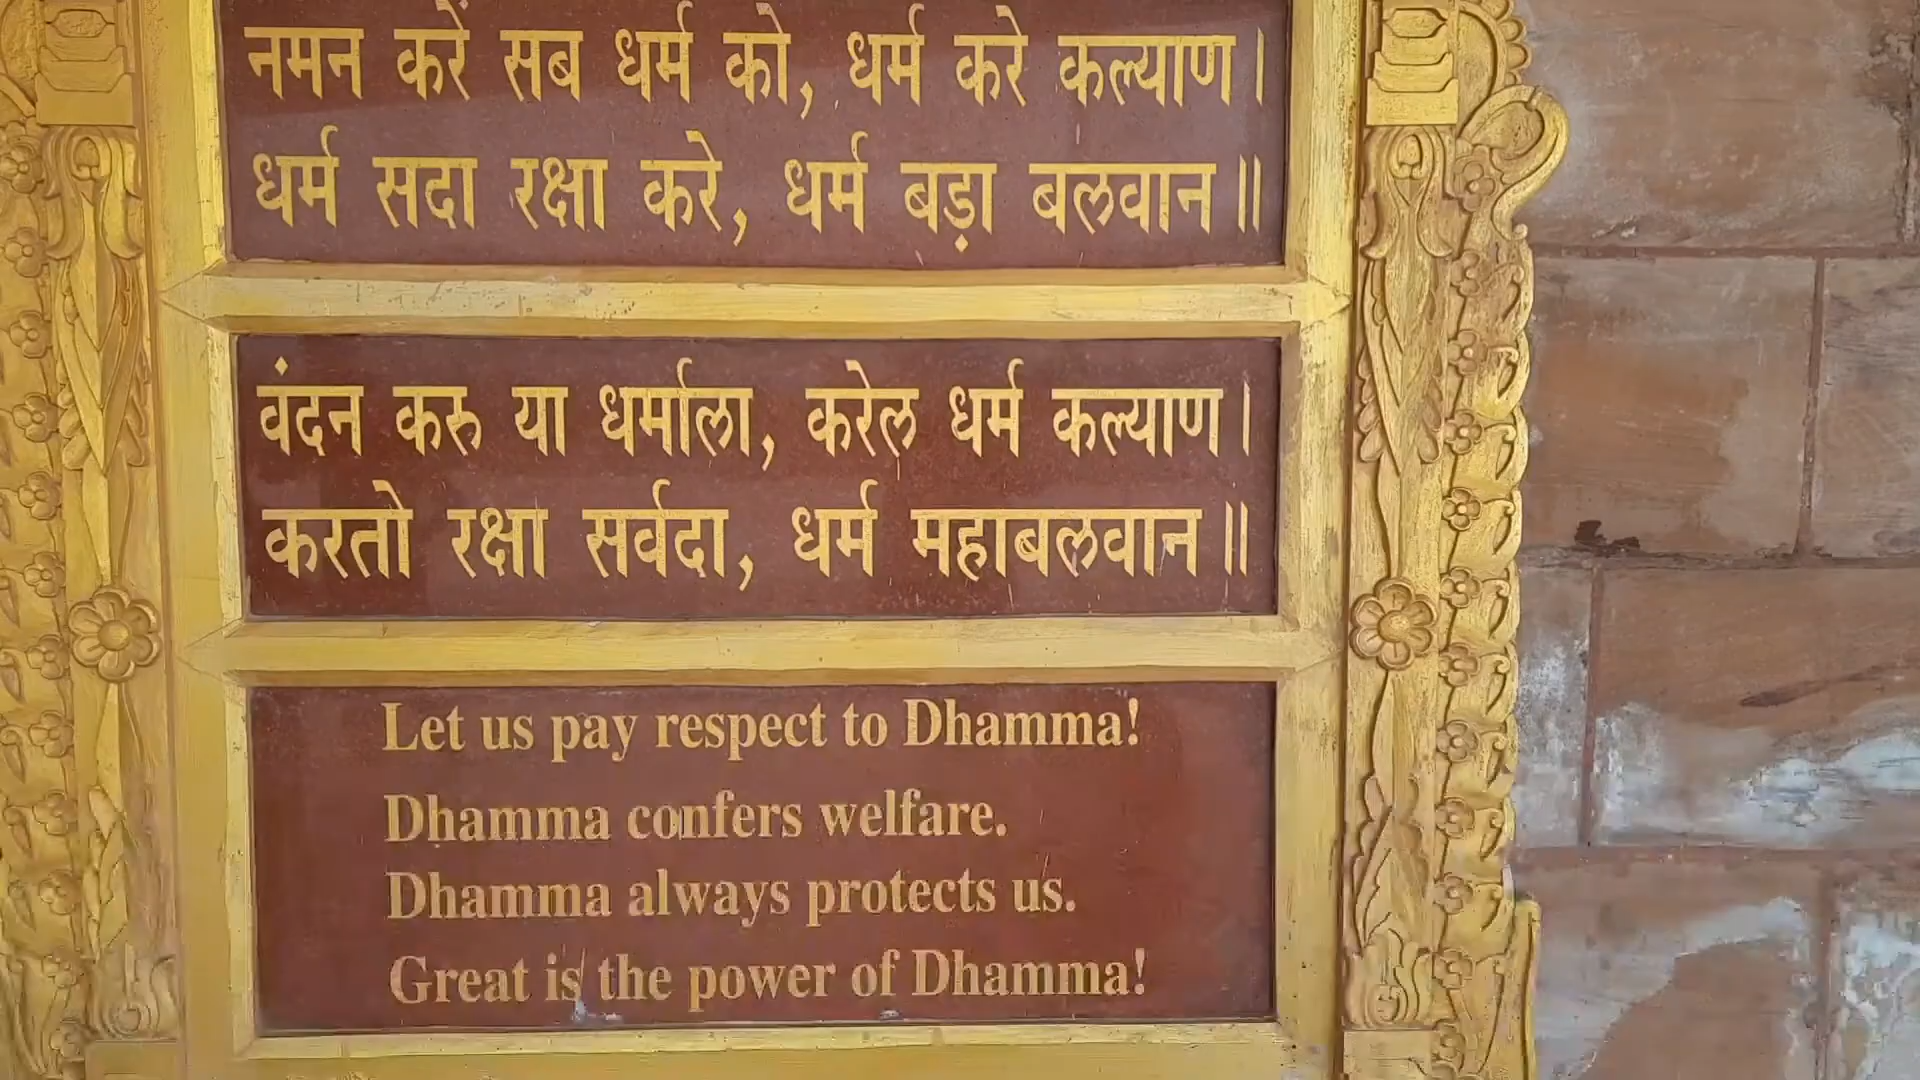 नमन करें सब धर्म को, धर्म करे कल्याण।
धर्म सदा रक्षा करे, धर्म बड़ा बलवान॥
वंदन करु या धर्माला, करेल धर्म कल्याण।
करतो रक्षा सर्वदा, धर्म महाबलवान॥
Let us pay respect to Dhamma!
Dhamma confers welfare.
Dhamma always protects us.
Great is the power of Dhamma!